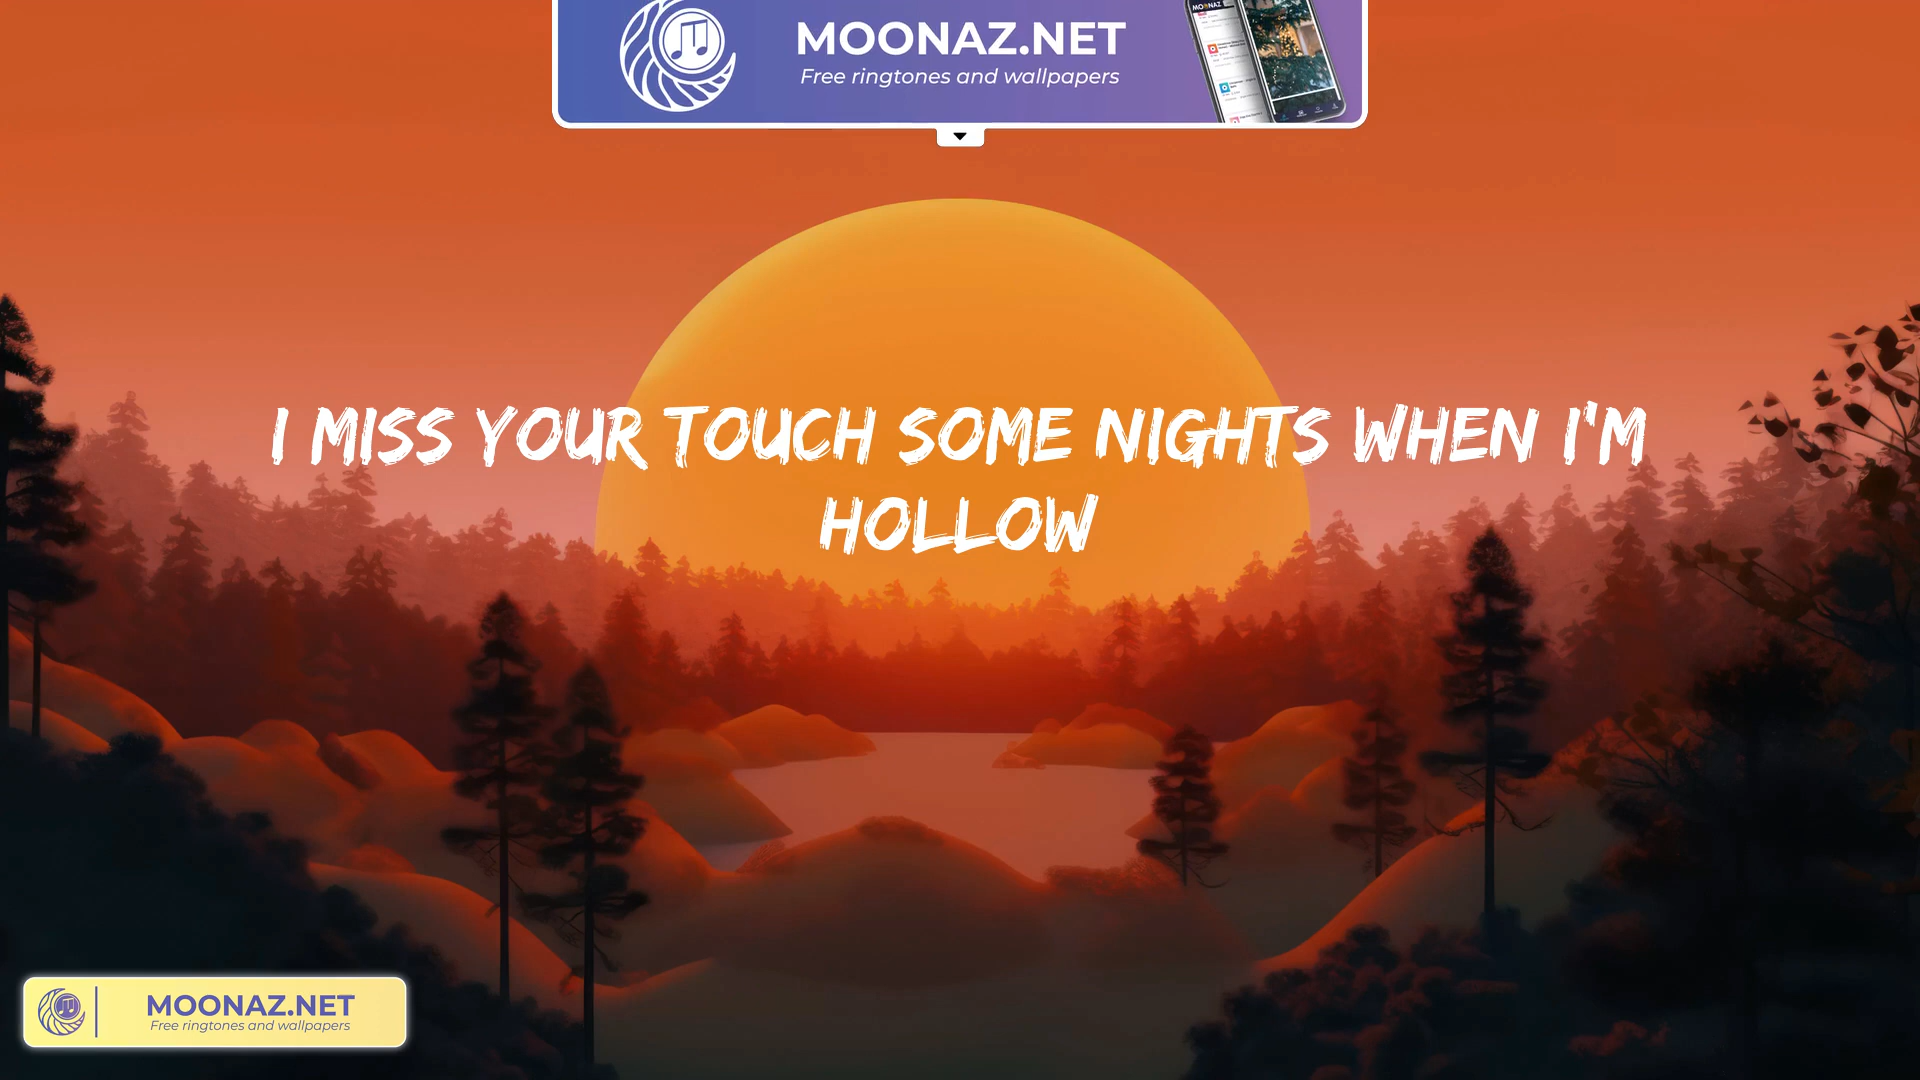 MOONAZ.NET
Free ringtones and wallpapers
I MISS YOUR TOUCH SOME NIGHTS WHEN I'M
HOLLOW
MOONAZ.NET
Free ringtones and wallpapers